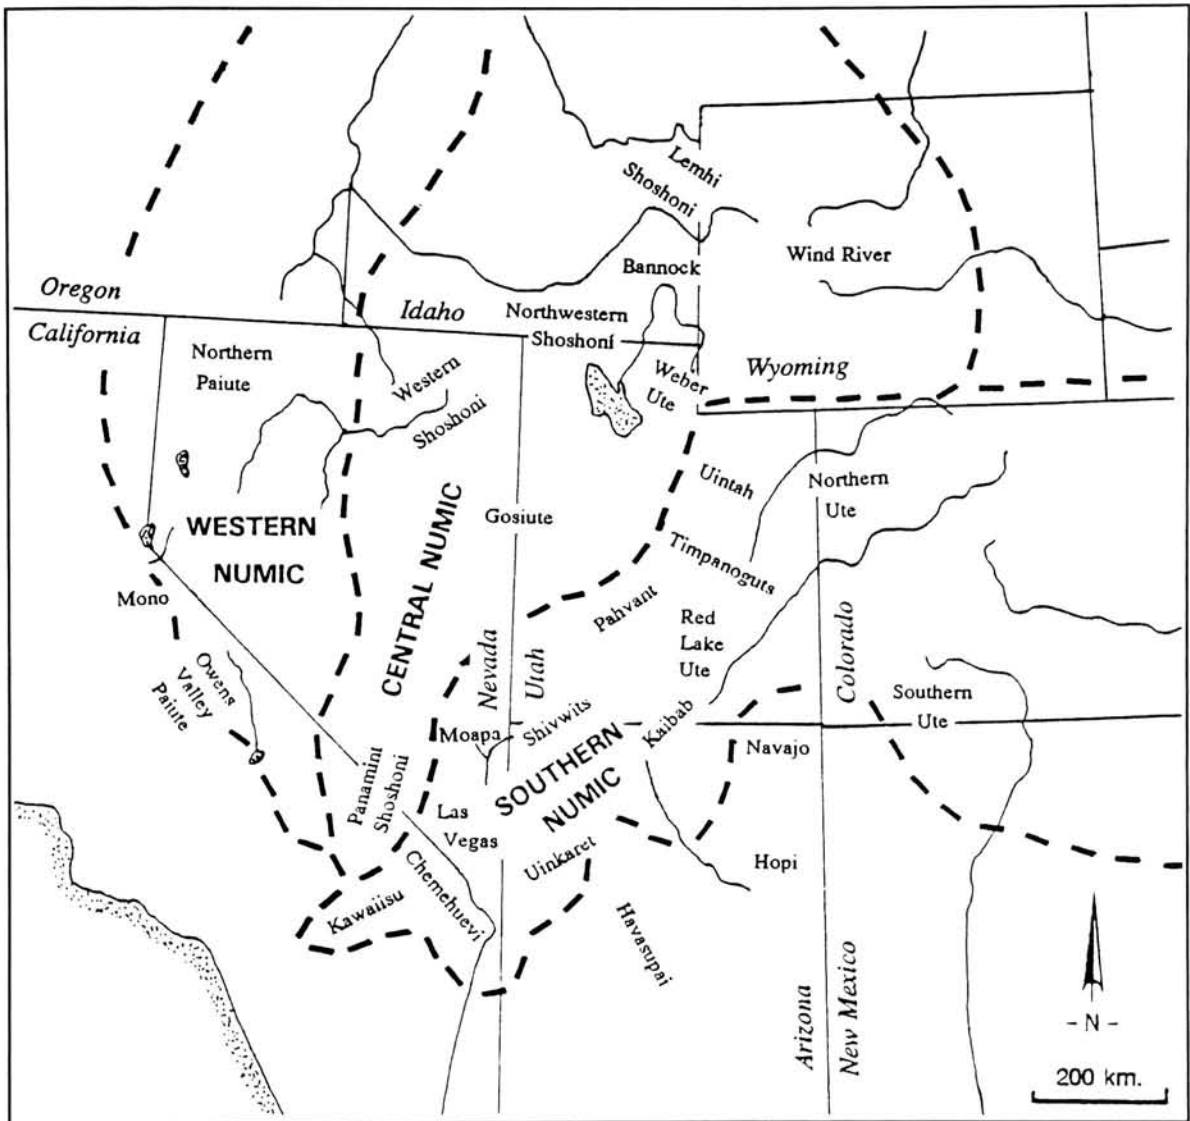 Lemhi
Shoshoni
Wind River
Bannock
Oregon
Idaho
Northwestern
Shoshoni
California
Northern
Paiute
Western
Shoshoni
Weber
Ute
Wyoming
Uintah
Northern
Ute
WESTERN
NUMIC
CENTRAL NUMIC
Gosiute
Timpanoguts
Mono
Pahvant
Red
Lake
Ute
Colorado
Owens
Valley
Paiute
Nevada
Utah
Southern
Ute
Moapa
Shivwits
Kaibab
Navajo
Panamint
Shoshoni
SOUTHERN
NUMIC
Las
Vegas
Uinkaret
Hopi
Chemehuevi
Kawaiisu
Havasupai
Arizona
New Mexico
- N -
200 km.